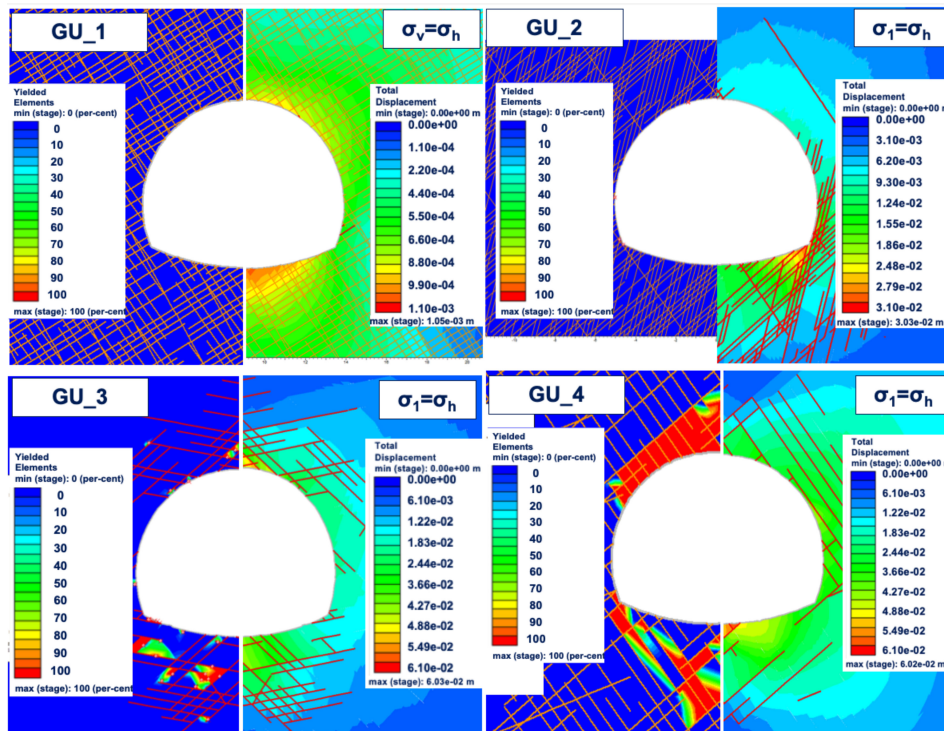 GU_1
σv=σh
Yielded
Elements
min (stage): 0 (per-cent)
0
10
20
30
40
50
60
70
80
90
100
max (stage): 100 (per-cent
Total
Displacement
min (stage): 0.00e+00 m
0.00e+00
1.10e-04
2.20e-04
4.40e-04
5.50e-04
6.60e-04
8.80e-04
9.90e-04
1.10e-03
max (stage): 1.05e-03 m
GU_2
σ1=σh
Yielded
Elements
min (stage): 0 (per-cent)
0
10
20
30
40
50
60
70
80
90
100
max (stage): 100 (per-cent
Total
Displacement
min (stage): 0.00e+00 m
0.00e+00
3.10e-03
6.20e-03
9.30e-03
1.24e-02
1.55e-02
1.86e-02
2.48e-02
2.79e-02
3.10e-02
max (stage): 3.03e-02 m
GU_3
σ1=σh
Yielded
Elements
min (stage): 0 (per-cent)
0
10
20
30
40
50
60
70
80
90
100
max (stage): 100 (per-cent
Total
Displacement
min (stage): 0.00e+00 m
0.00e+00
6.10e-03
1.22e-02
1.83e-02
2.44e-02
3.66e-02
4.27e-02
4.88e-02
5.49e-02
6.10e-02
max (stage): 6.03e-02 m
GU_4
σ1=σh
Yielded
Elements
min (stage): 0 (per-cent)
0
10
20
30
40
50
60
70
80
90
100
max (stage): 100 (per-cent
Total
Displacement
min (stage): 0.00e+00 m
0.00e+00
6.10e-03
1.22e-02
1.83e-02
2.44e-02
3.66e-02
4.27e-02
4.88e-02
5.49e-02
6.10e-02
max (stage): 6.02e-02 m